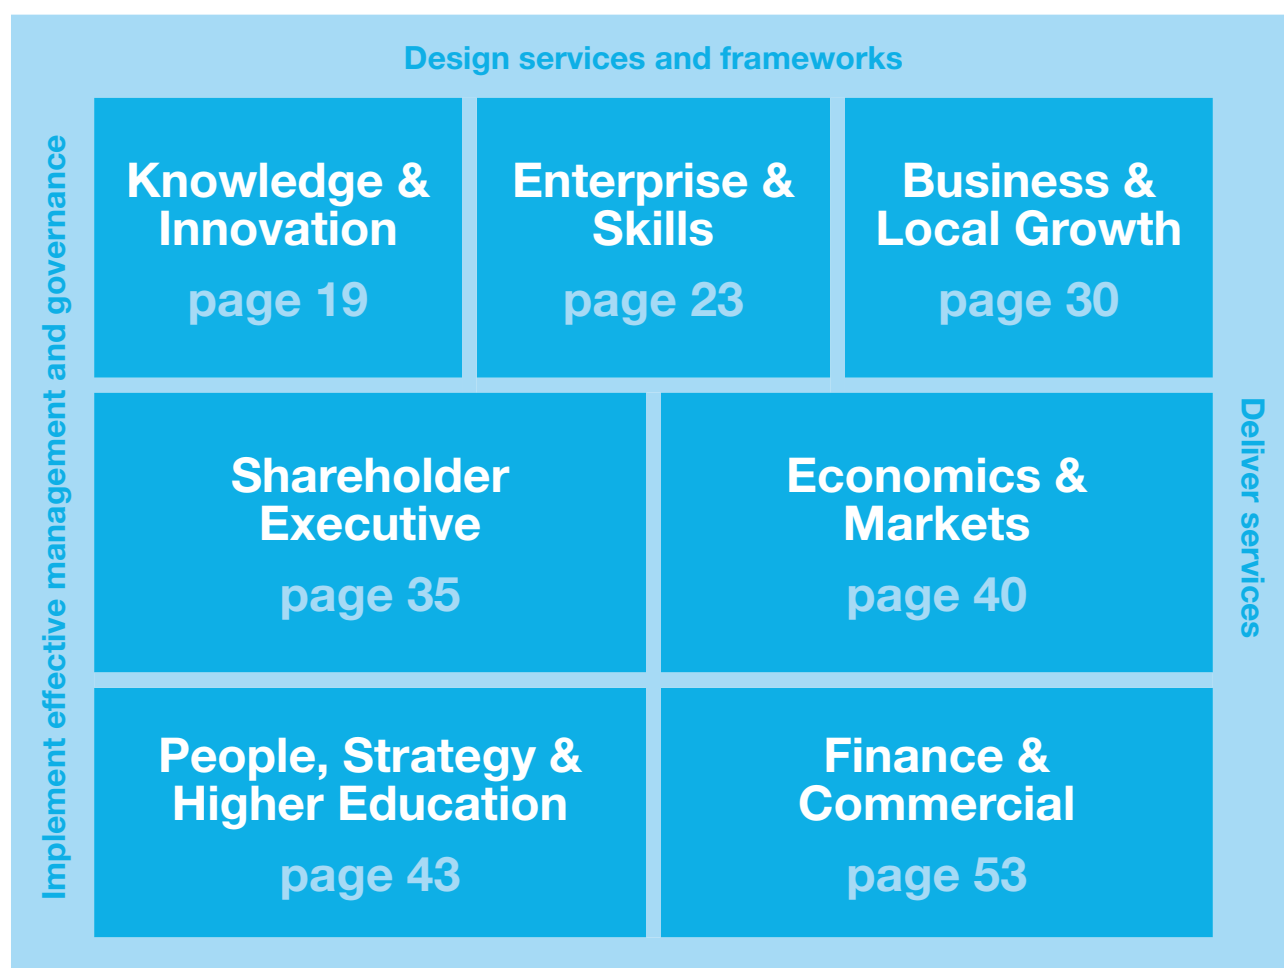 Design services and frameworks
Implement effective management and governance
Knowledge &
Innovation
page 19
Enterprise &
Skills
page 23
Business &
Local Growth
page 30
Shareholder
Executive
page 35
Economics &
Markets
page 40
Deliver services
People, Strategy &
Higher Education
page 43
Finance &
Commercial
page 53